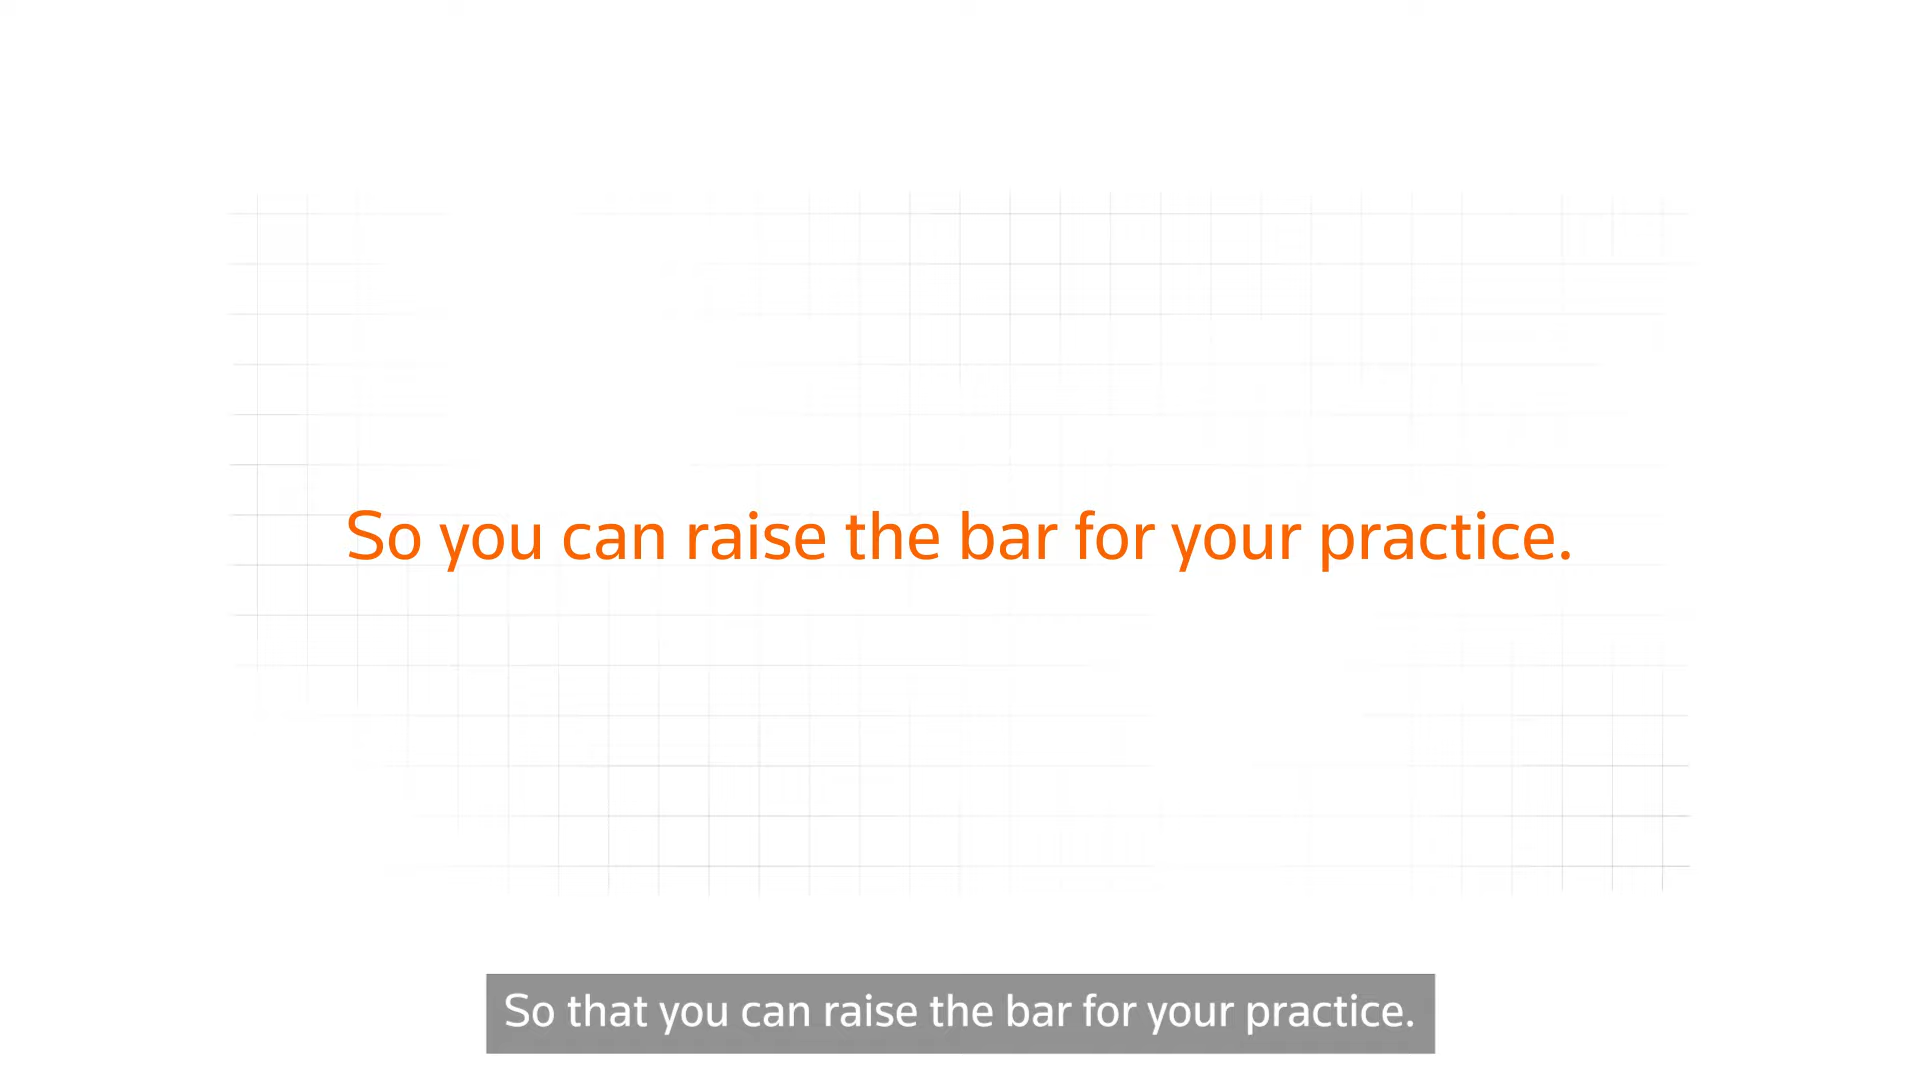 So you can raise the bar for your practice.
So that you can raise the bar for your practice.